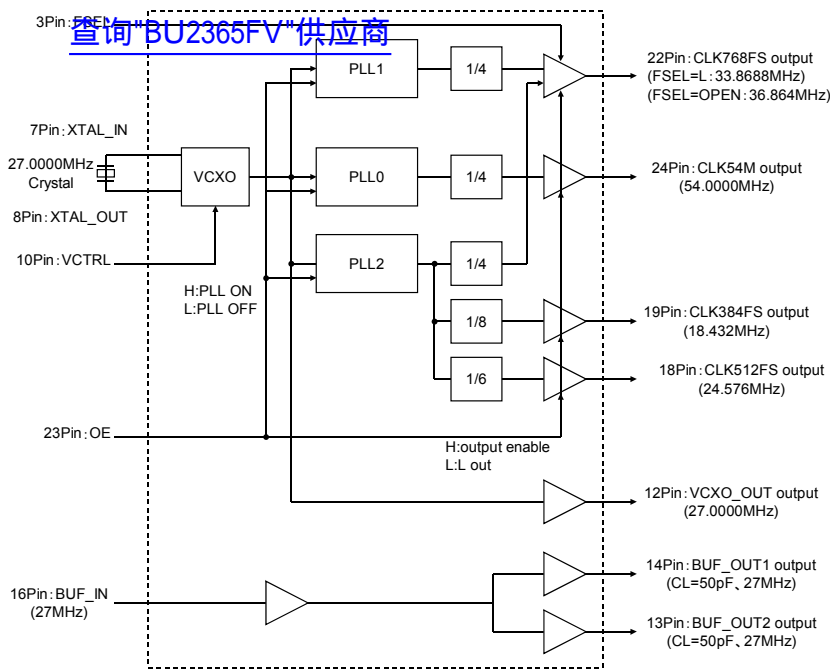 3Pin:FSEL
查询"BU2365FV"供应商
PLL1
1/4
22Pin:CLK768FS output
(FSEL=L:33.8688MHz)
(FSEL=OPEN:36.864MHz)
7Pin:XTAL_IN
27.0000MHz
Crystal
VCXO
PLL0
1/4
24Pin:CLK54M output
(54.0000MHz)
8Pin:XTAL_OUT
10Pin:VCTRL
PLL2
1/4
H:PLL ON
L:PLL OFF
1/8
19Pin:CLK384FS output
(18.432MHz)
1/6
18Pin:CLK512FS output
(24.576MHz)
23Pin:OE
H:output enable
L:L out
12Pin:VCXO_OUT output
(27.0000MHz)
16Pin:BUF_IN
(27MHz)
14Pin:BUF_OUT1 output
(CL=50pF、27MHz)
13Pin:BUF_OUT2 output
(CL=50pF、27MHz)